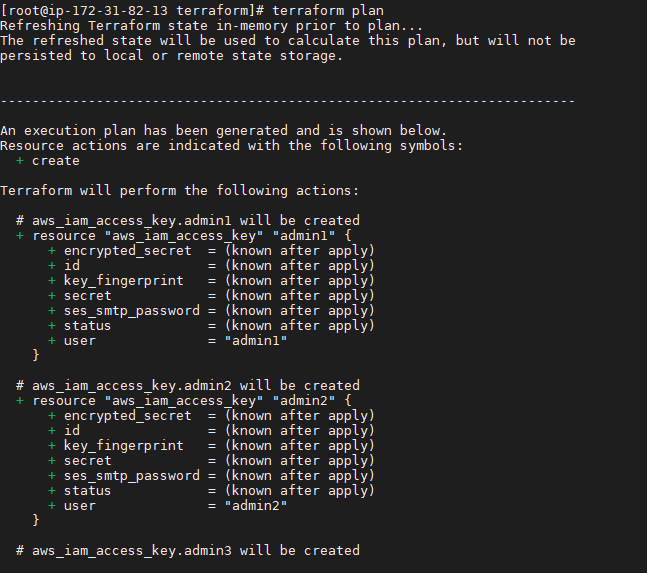 [root@ip-172-31-82-13 terraform]# terraform plan
Refreshing Terraform state in-memory prior to plan...
The refreshed state will be used to calculate this plan, but will not be
persisted to local or remote state storage.
------------------------------------------------------------------------
An execution plan has been generated and is shown below.
Resource actions are indicated with the following symbols:
  + create
Terraform will perform the following actions:
  # aws_iam_access_key.admin1 will be created
  + resource "aws_iam_access_key" "admin1" {
      + encrypted_secret  = (known after apply)
      + id                = (known after apply)
      + key_fingerprint   = (known after apply)
      + secret            = (known after apply)
      + ses_smtp_password = (known after apply)
      + status            = (known after apply)
      + user              = "admin1"
    }
  # aws_iam_access_key.admin2 will be created
  + resource "aws_iam_access_key" "admin2" {
      + encrypted_secret  = (known after apply)
      + id                = (known after apply)
      + key_fingerprint   = (known after apply)
      + secret            = (known after apply)
      + ses_smtp_password = (known after apply)
      + status            = (known after apply)
      + user              = "admin2"
    }
  # aws_iam_access_key.admin3 will be created